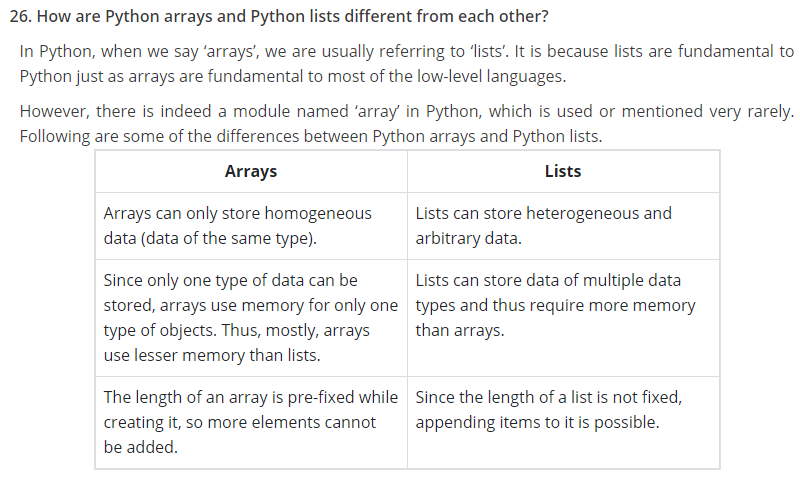 26. How are Python arrays and Python lists different from each other?
In Python, when we say ‘arrays’, we are usually referring to ‘lists’. It is because lists are fundamental to
Python just as arrays are fundamental to most of the low-level languages.
However, there is indeed a module named ‘array’ in Python, which is used or mentioned very rarely.
Following are some of the differences between Python arrays and Python lists.
Arrays
Lists
Arrays can only store homogeneous
data (data of the same type).
Lists can store heterogeneous and
arbitrary data.
Since only one type of data can be
stored, arrays use memory for only one
type of objects. Thus, mostly, arrays
use lesser memory than lists.
Lists can store data of multiple data
types and thus require more memory
than arrays.
The length of an array is pre-fixed while
creating it, so more elements cannot
be added.
Since the length of a list is not fixed,
appending items to it is possible.